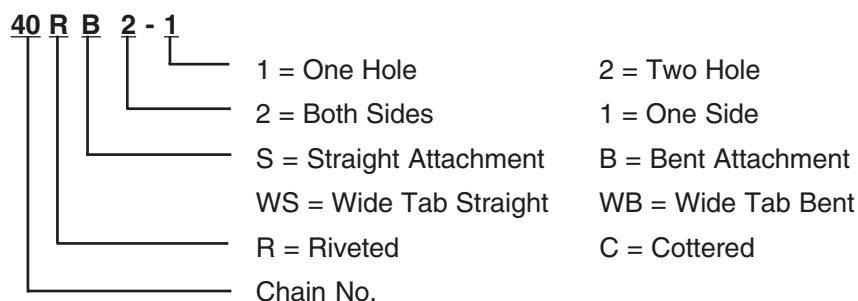 40 R B 2 - 1
1 = One Hole 2 = Two Hole
2 = Both Sides 1 = One Side
S = Straight Attachment B = Bent Attachment
WS = Wide Tab Straight WB = Wide Tab Bent
R = Riveted C = Cottered
Chain No.